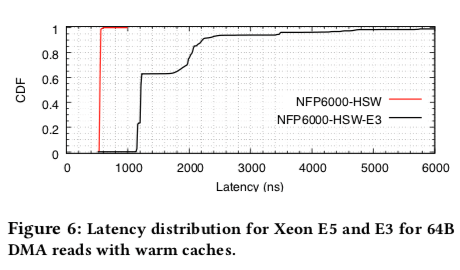 1
0.8
0.6
0.4
0.2
0
CDF
NFP6000-HSW
NFP6000-HSW-E3
0 1000 2000 3000 4000 5000 6000
Latency (ns)
Figure 6: Latency distribution for Xeon E5 and E3 for 64B
DMA reads with warm caches.